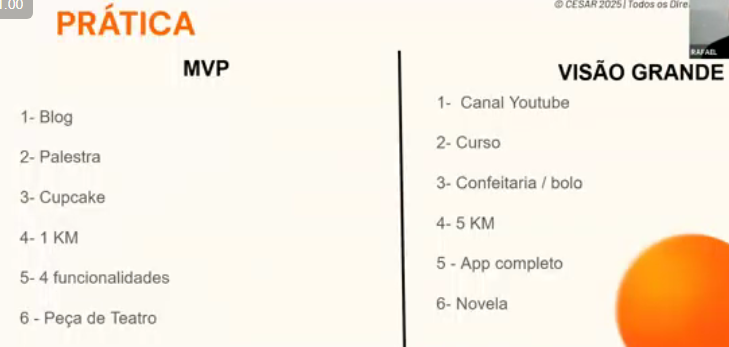 1.00
© CESAR 2025 | Todos os Dire
PRÁTICA
RAFAEL
MVP
1- Blog
2- Palestra
3- Cupcake
4- 1 KM
5- 4 funcionalidades
6 - Peça de Teatro
VISÃO GRANDE
1- Canal Youtube
2- Curso
3- Confeitaria / bolo
4- 5 KM
5 - App completo
6- Novela